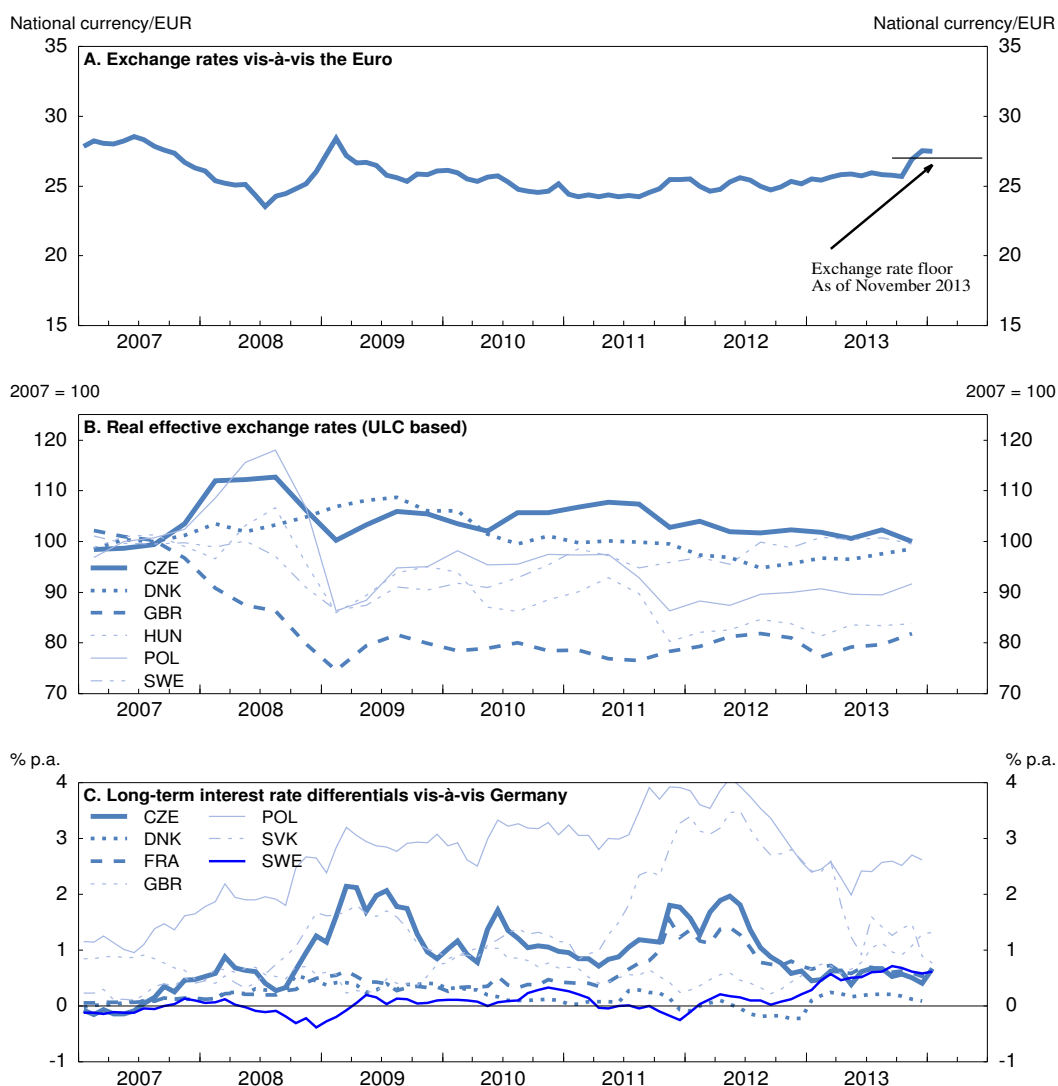 National currency/EUR National currency/EUR
35 35
A. Exchange rates vis-à-vis the Euro
30 30
25 25
20 20
Exchange rate floor
As of November 2013
15 15
2007 2008 2009 2010 2011 2012 2013
2007 = 100 2007 = 100
B. Real effective exchange rates (ULC based)
120 120
110 110
100 100
CZE
DNK
90 90
GBR
HUN
80 80
POL
SWE
70 70
2007 2008 2009 2010 2011 2012 2013
% p.a. % p.a.
4 4
C. Long-term interest rate differentials vis-à-vis Germany
CZE POL
DNK SVK
3 3
FRA SWE
GBR
2 2
1 1
0 0
-1 -1
2007 2008 2009 2010 2011 2012 2013